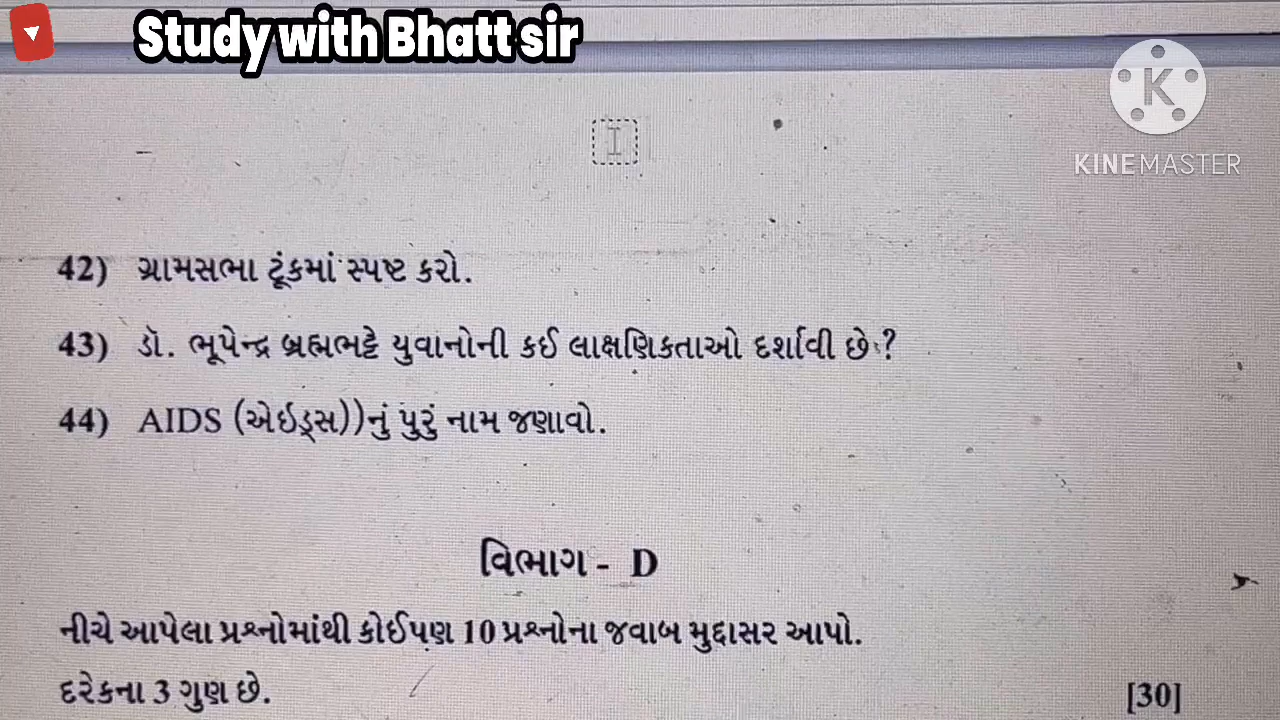 Study with Bhatt sir
K
KINEMASTER
42) ગ્રામસભા ટૂંકમાં સ્પષ્ટ કરો.
43) ડૉ. ભૂપેન્દ્ર બ્રહ્મભટ્ટે યુવાનોની કઈ લાક્ષણિકતાઓ દર્શાવી છે ?
44) AIDS (એઇડ્સ))નું પુરું નામ જણાવો.
વિભાગ - D
નીચે આપેલા પ્રશ્નોમાંથી કોઈપણ 10 પ્રશ્નોના જવાબ મુદ્દાસર આપો.
દરેકના 3 ગુણ છે. [30]